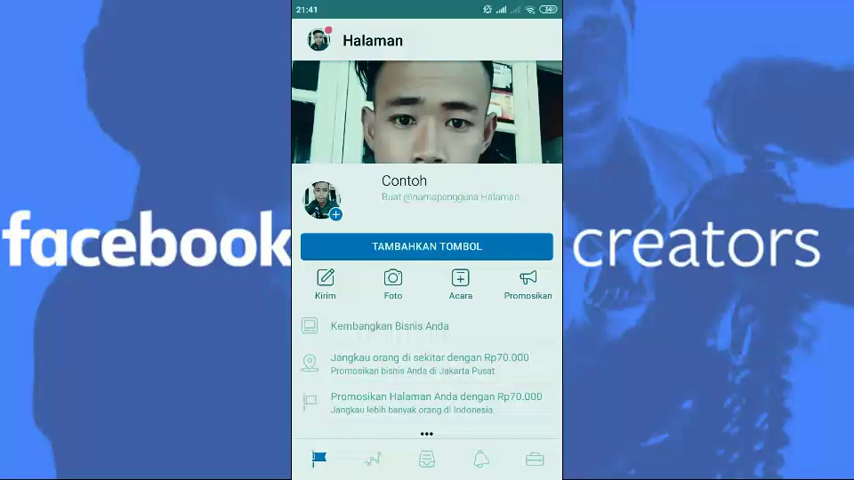 21:41
54
Halaman
Contoh
Buat @namapengguna Halaman...
TAMBAHKAN TOMBOL
Kirim
Foto
Acara
Promosikan
Kembangkan Bisnis Anda
Jangkau orang di sekitar dengan Rp70.000
Promosikan bisnis Anda di Jakarta Pusat
Promosikan Halaman Anda dengan Rp70.000
Jangkau lebih banyak orang di Indonesia
facebook
creators